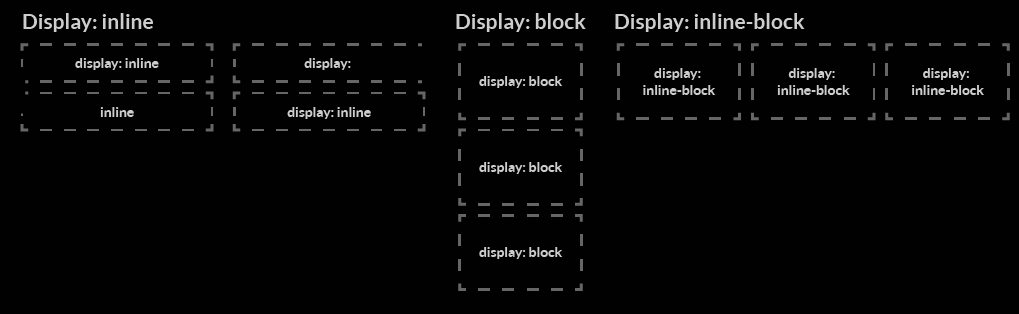 Display: inline
display: inline
display:
inline
display: inline
Display: block
display: block
display: block
display: block
Display: inline-block
display:
inline-block
display:
inline-block
display:
inline-block